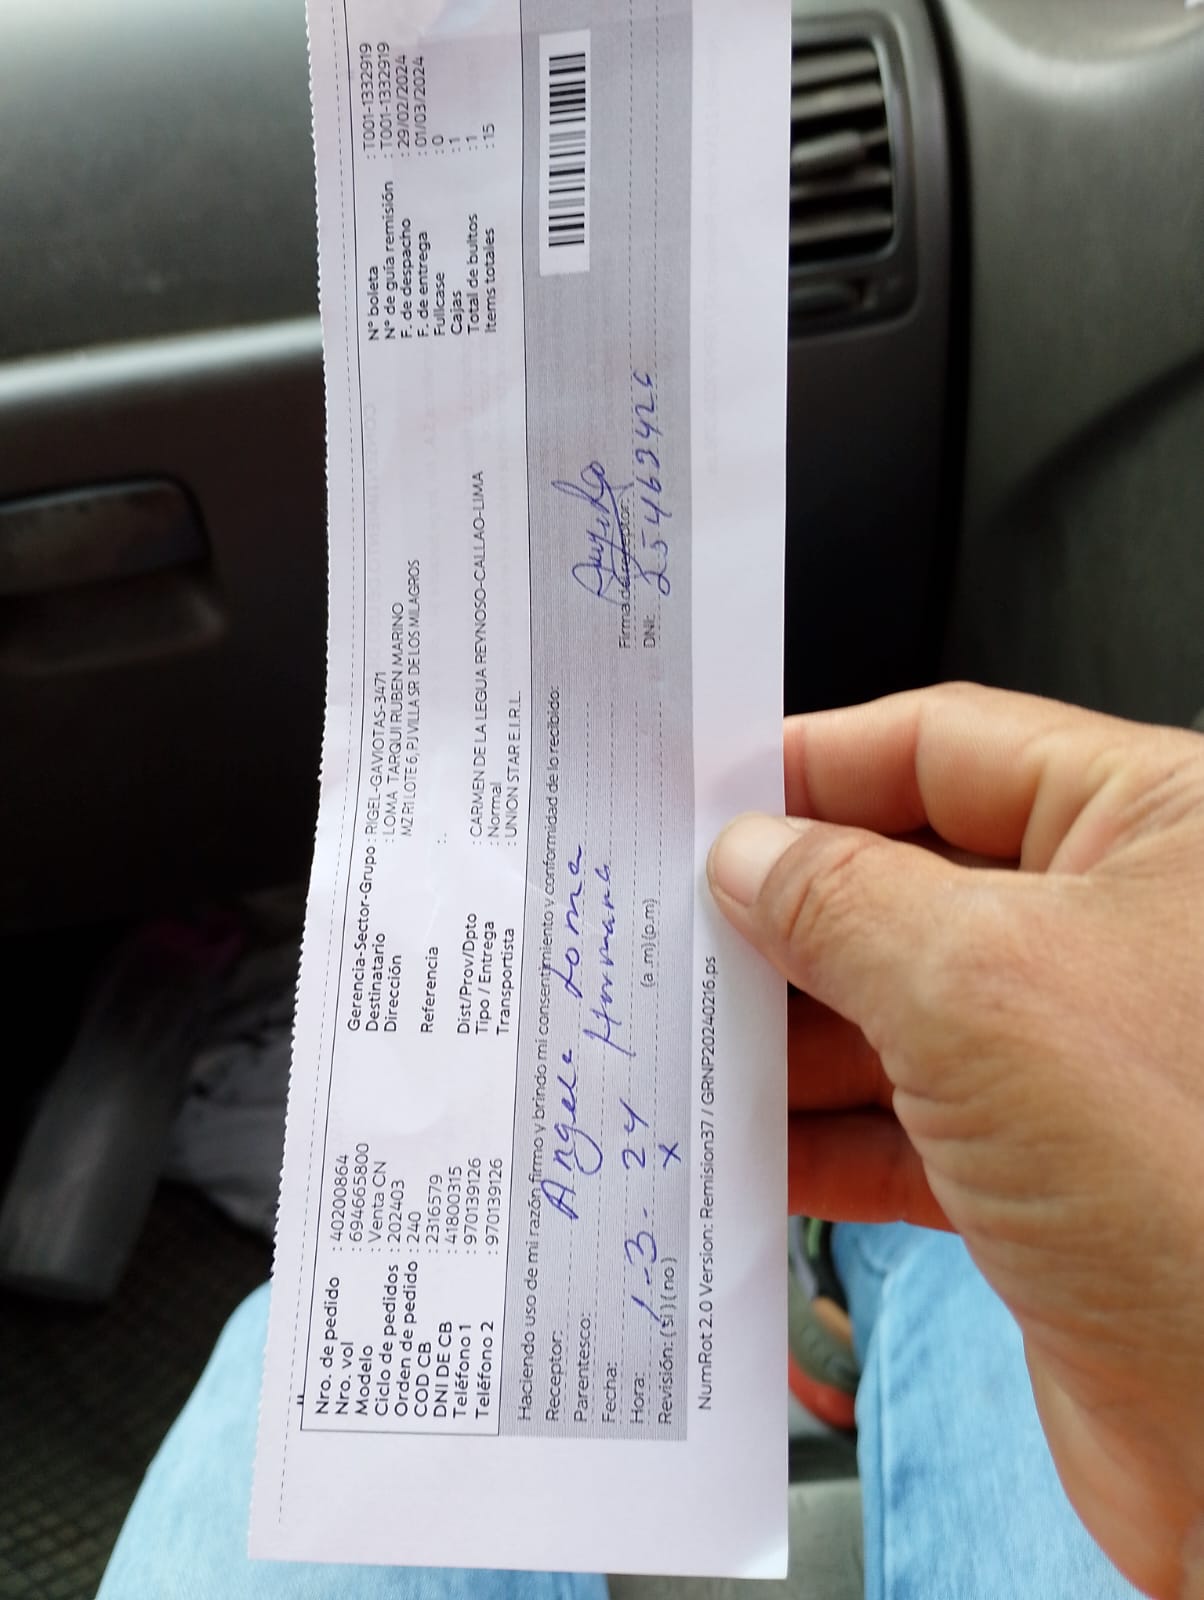 Nro. de pedido : 40200864
Nro. vol : 694665800
Modelo : Venta CN
Ciclo de pedidos : 202403
Orden de pedido : 240
COD CB : 2316579
DNI DE CB : 41800315
Teléfono 1 : 970139126
Teléfono 2 : 970139126
Gerencia-Sector-Grupo : RIGEL-GAVIOTAS-3471
Destinatario : LOMA TARQUI RUBEN MARINO
Dirección MZ R1 LOTE 6, PJ VILLA SR DE LOS MILAGROS
Referencia :.
Dist/Prov/Dpto : CARMEN DE LA LEGUA REYNOSO-CALLAO-LIMA
Tipo / Entrega : Normal
Transportista : UNION STAR E.I.R.L.
N° boleta : T001-1332919
N° de guía remisión : T001-1332919
F. de despacho : 29/02/2024
F. de entrega : 01/03/2024
Fullcase : 0
Cajas : 1
Total de bultos : 1
Items totales : 15
Haciendo uso de mi razón, firmo y brindo mi consentimiento y conformidad de lo recibido:
Receptor: Angela Loma
Parentesco: Hermana
Fecha: 1-3-24
Hora: (a.m)(p.m)
Revisión: (si)(no) x
Firma del receptor:
DNI: 25463426
NumRot 2.0 Version: Remision37 / GRNP20240216.ps